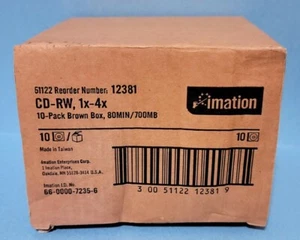 51122 Reorder Number: 12381
CD-RW, 1x-4x
10-Pack Brown Box, 80MIN/700MB
imation
10
10
Made in Taiwan
Imation Enterprises Corp.
1 Imation Place,
Oakdale, MN 55128-3414 U.S.A.
Imation I.D. No.
66-0000-7235-6
3 00 51122 12381 9